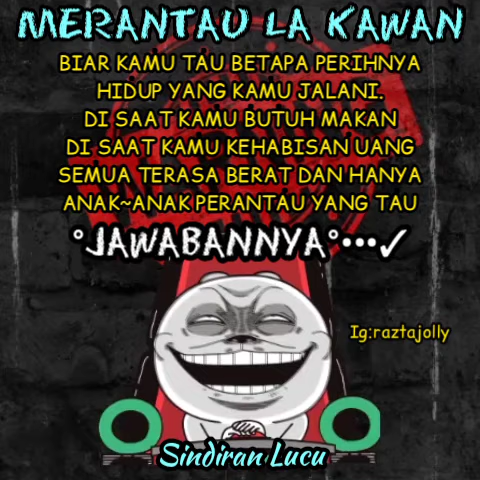 MERANTAU LA KAWAN
BIAR KAMU TAU BETAPA PERIHNYA
HIDUP YANG KAMU JALANI.
DI SAAT KAMU BUTUH MAKAN
DI SAAT KAMU KEHABISAN UANG
SEMUA TERASA BERAT DAN HANYA
ANAK~ANAK PERANTAU YANG TAU
°JAWABANNYA°•••✓
Ig:raztajolly
Sindiran Lucu